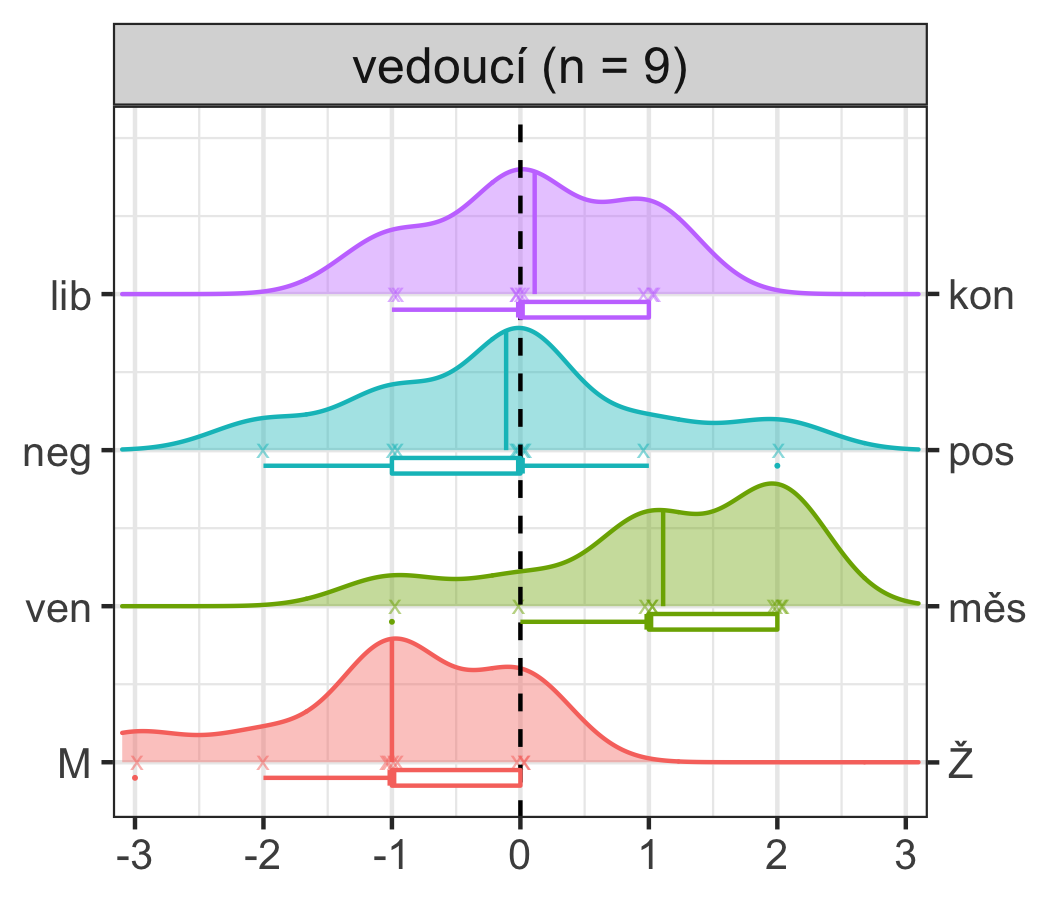 vedoucí (n = 9)
lib kon
neg pos
ven měs
M Ž
-3 -2 -1 0 1 2 3